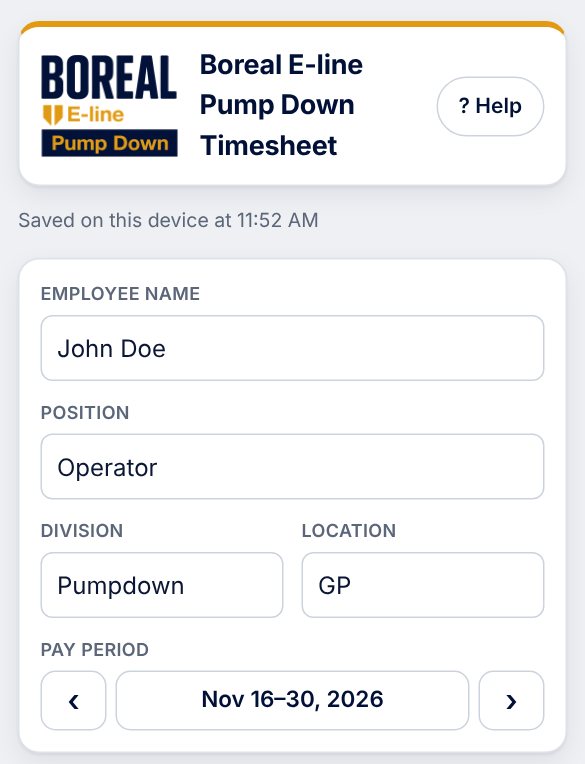 BOREAL
E-line
Pump Down
Boreal E-line
Pump Down
Timesheet
? Help
Saved on this device at 11:52 AM
EMPLOYEE NAME
John Doe
POSITION
Operator
DIVISION
LOCATION
Pumpdown
GP
PAY PERIOD
‹
Nov 16–30, 2026
›